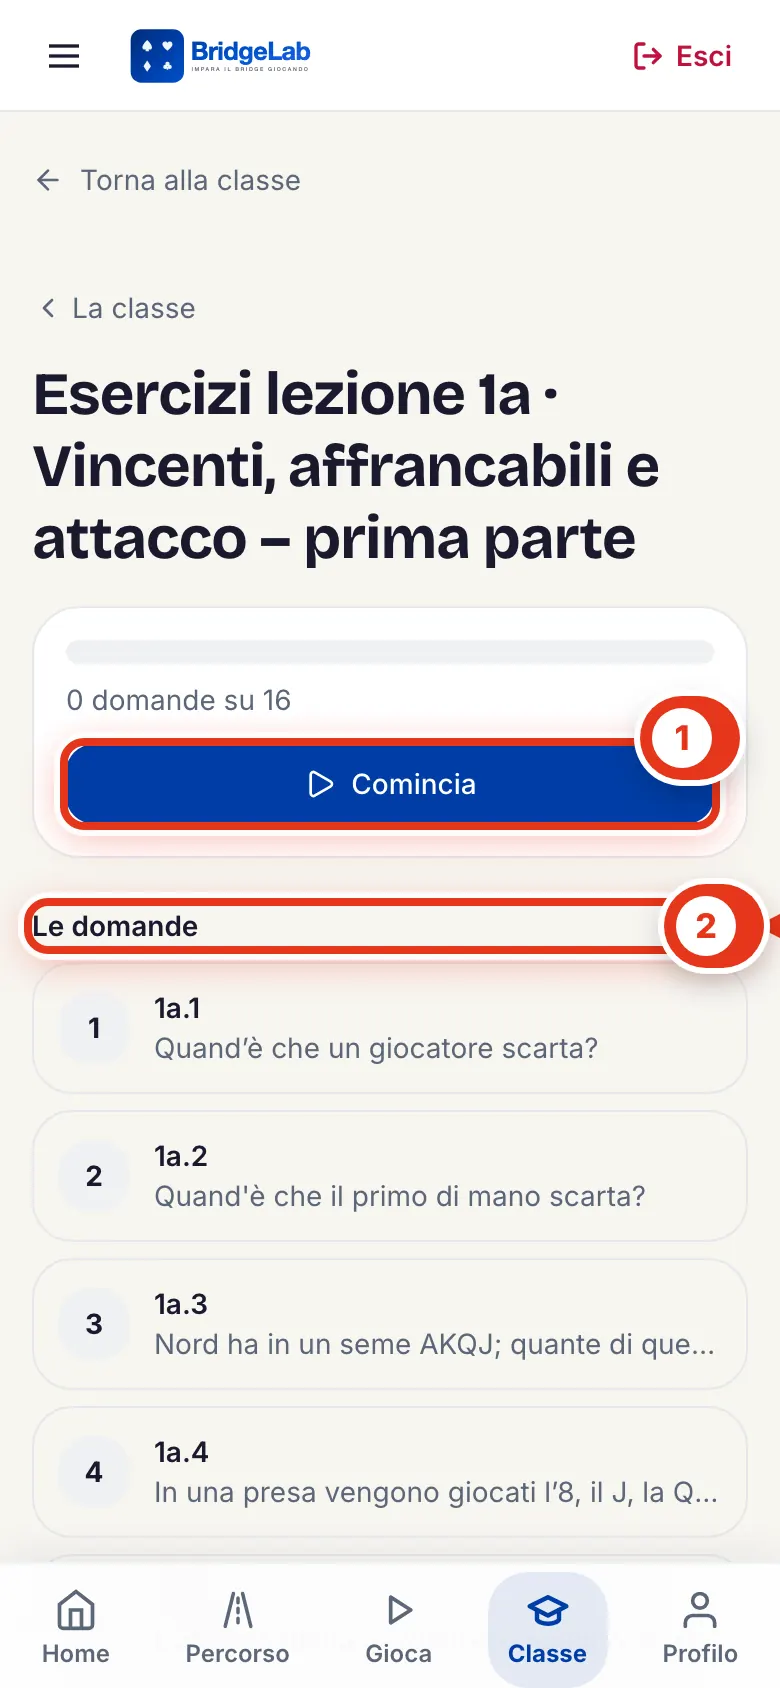 BridgeLab
IMPARA IL BRIDGE GIOCANDO
Esci
Torna alla classe
La classe
Esercizi lezione 1a ·
Vincenti, affrancabili e
attacco – prima parte
0 domande su 16
1
Comincia
Le domande
2
1
1a.1
Quand’è che un giocatore scarta?
2
1a.2
Quand'è che il primo di mano scarta?
3
1a.3
Nord ha in un seme AKQJ; quante di que...
4
1a.4
In una presa vengono giocati l’8, il J, la Q...
Home
Percorso
Gioca
Classe
Profilo